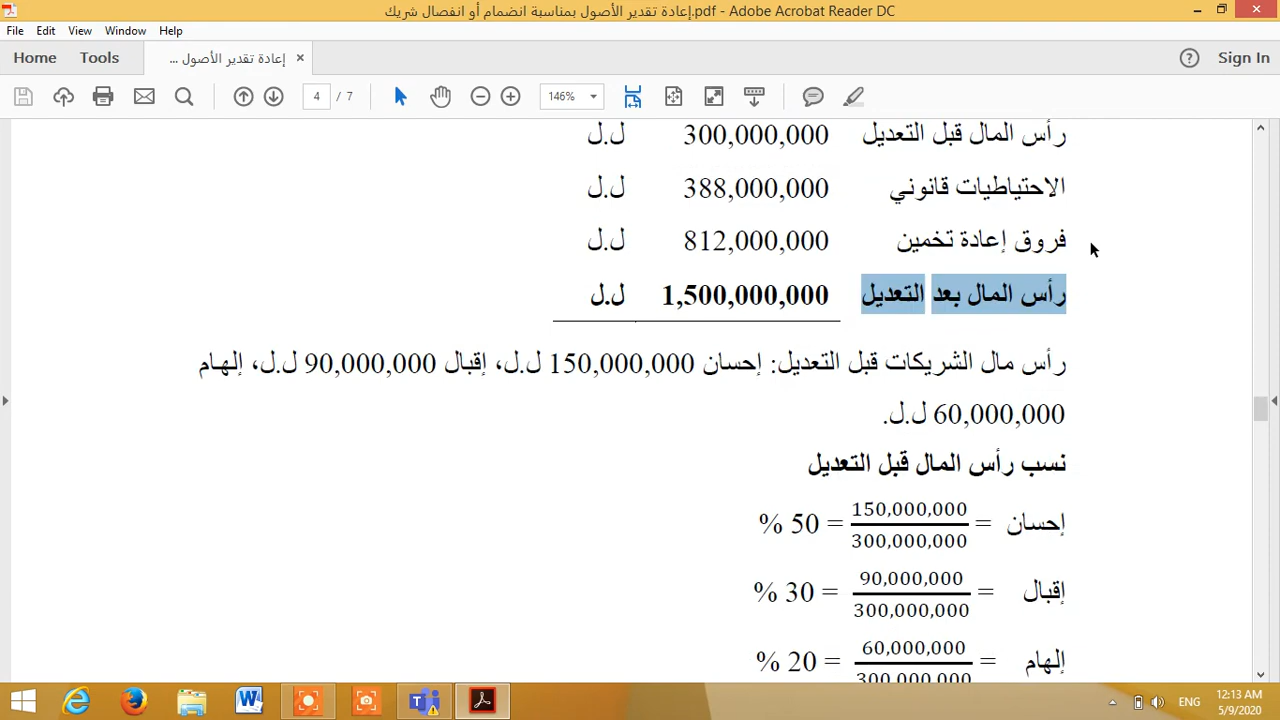 إعادة تقدير الأصول بمناسبة انضمام أو انفصال شريك.pdf - Adobe Acrobat Reader DC
File Edit View Window Help
Home Tools إعادة تقدير الأصول ... × Sign In
4 / 7 146%
رأس المال قبل التعديل 300,000,000 ل.ل
الاحتياطيات قانوني 388,000,000 ل.ل
فروق إعادة تخمين 812,000,000 ل.ل
رأس المال بعد التعديل 1,500,000,000 ل.ل
رأس مال الشريكات قبل التعديل: إحسان 150,000,000 ل.ل، إقبال 90,000,000 ل.ل، إلهام
60,000,000 ل.ل.
نسب رأس المال قبل التعديل
إحسان = 150,000,000/300,000,000 = 50 %
إقبال = 90,000,000/300,000,000 = 30 %
إلهام = 60,000,000/300,000,000 = 20 %
ENG 12:13 AM
5/9/2020